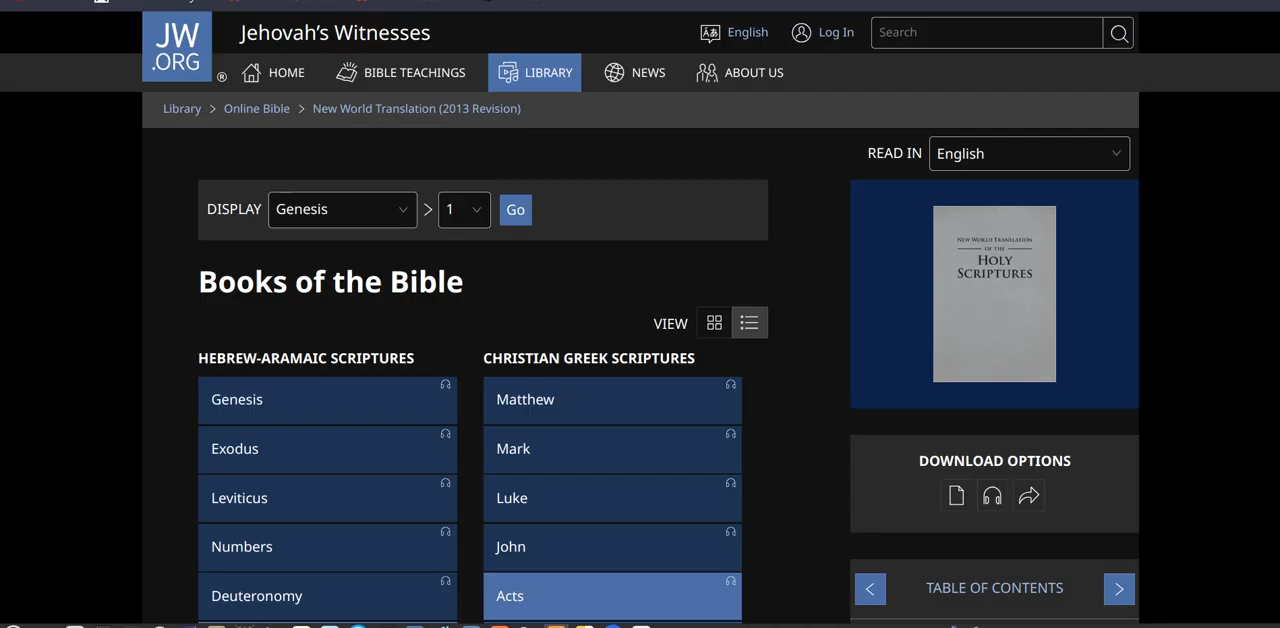 JW
.ORG
®
Jehovah's Witnesses
English
Log In
Search
HOME
BIBLE TEACHINGS
LIBRARY
NEWS
ABOUT US
Library > Online Bible > New World Translation (2013 Revision)
READ IN English
DISPLAY Genesis > 1 Go
NEW WORLD TRANSLATION
OF THE
HOLY
SCRIPTURES
Books of the Bible
VIEW
HEBREW-ARAMAIC SCRIPTURES
Genesis
Exodus
Leviticus
Numbers
Deuteronomy
CHRISTIAN GREEK SCRIPTURES
Matthew
Mark
Luke
John
Acts
DOWNLOAD OPTIONS
TABLE OF CONTENTS